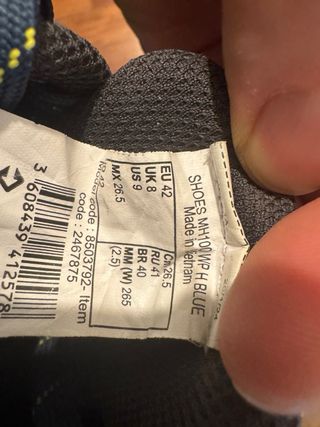 SHOES MH100 WP H BLUE
Made in Vietnam
EU 42
UK 8
US 9
MX 26.5
CN 26.5
RU 41
BR 40
MM (W) 265
(2.5)
code : 8503792- Item
code : 2467875
3 608439 412578